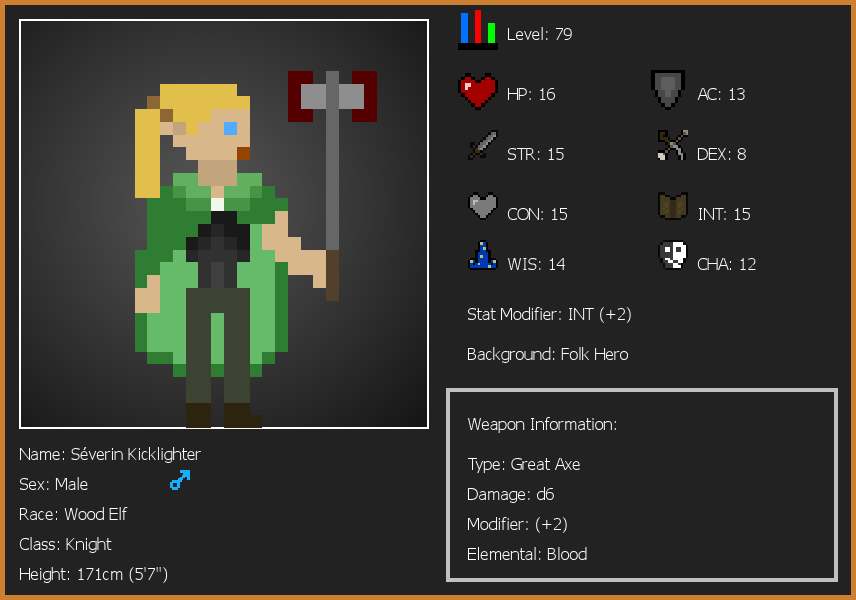 Level: 79
HP: 16
AC: 13
STR: 15
DEX: 8
CON: 15
INT: 15
WIS: 14
CHA: 12
Stat Modifier: INT (+2)
Background: Folk Hero
Weapon Information:
Type: Great Axe
Damage: d6
Modifier: (+2)
Elemental: Blood
Name: Séverin Kicklighter
Sex: Male
Race: Wood Elf
Class: Knight
Height: 171cm (5'7")